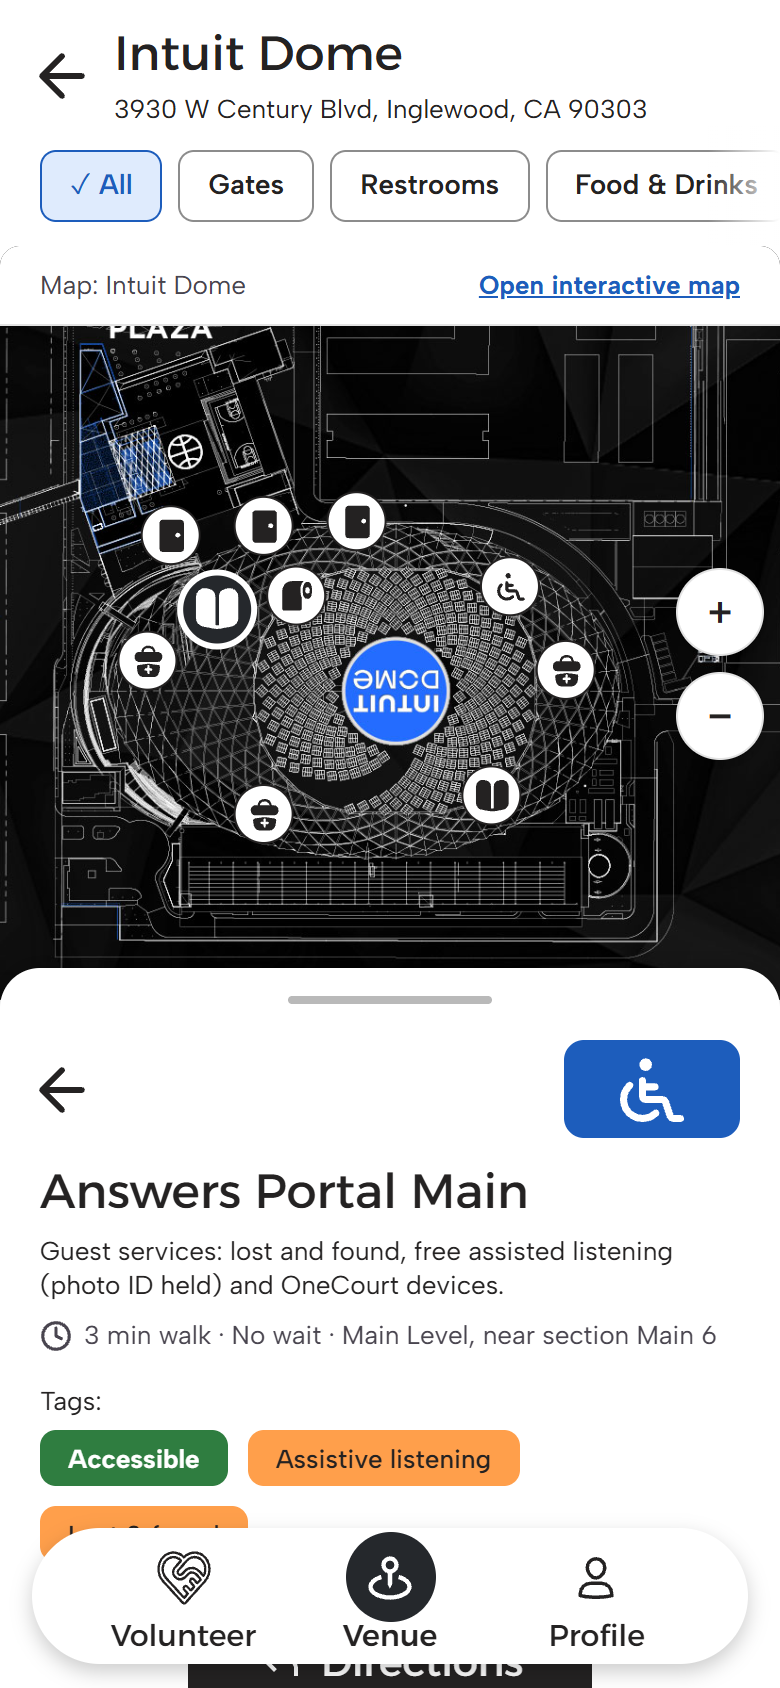 Intuit Dome
3930 W Century Blvd, Inglewood, CA 90303
✓ All
Gates
Restrooms
Food & Drinks
Map: Intuit Dome
Open interactive map
PLAZA
INTUIT
DOME
+
−
Answers Portal Main
Guest services: lost and found, free assisted listening
(photo ID held) and OneCourt devices.
3 min walk · No wait · Main Level, near section Main 6
Tags:
Accessible
Assistive listening
Volunteer
Venue
Profile
Directions